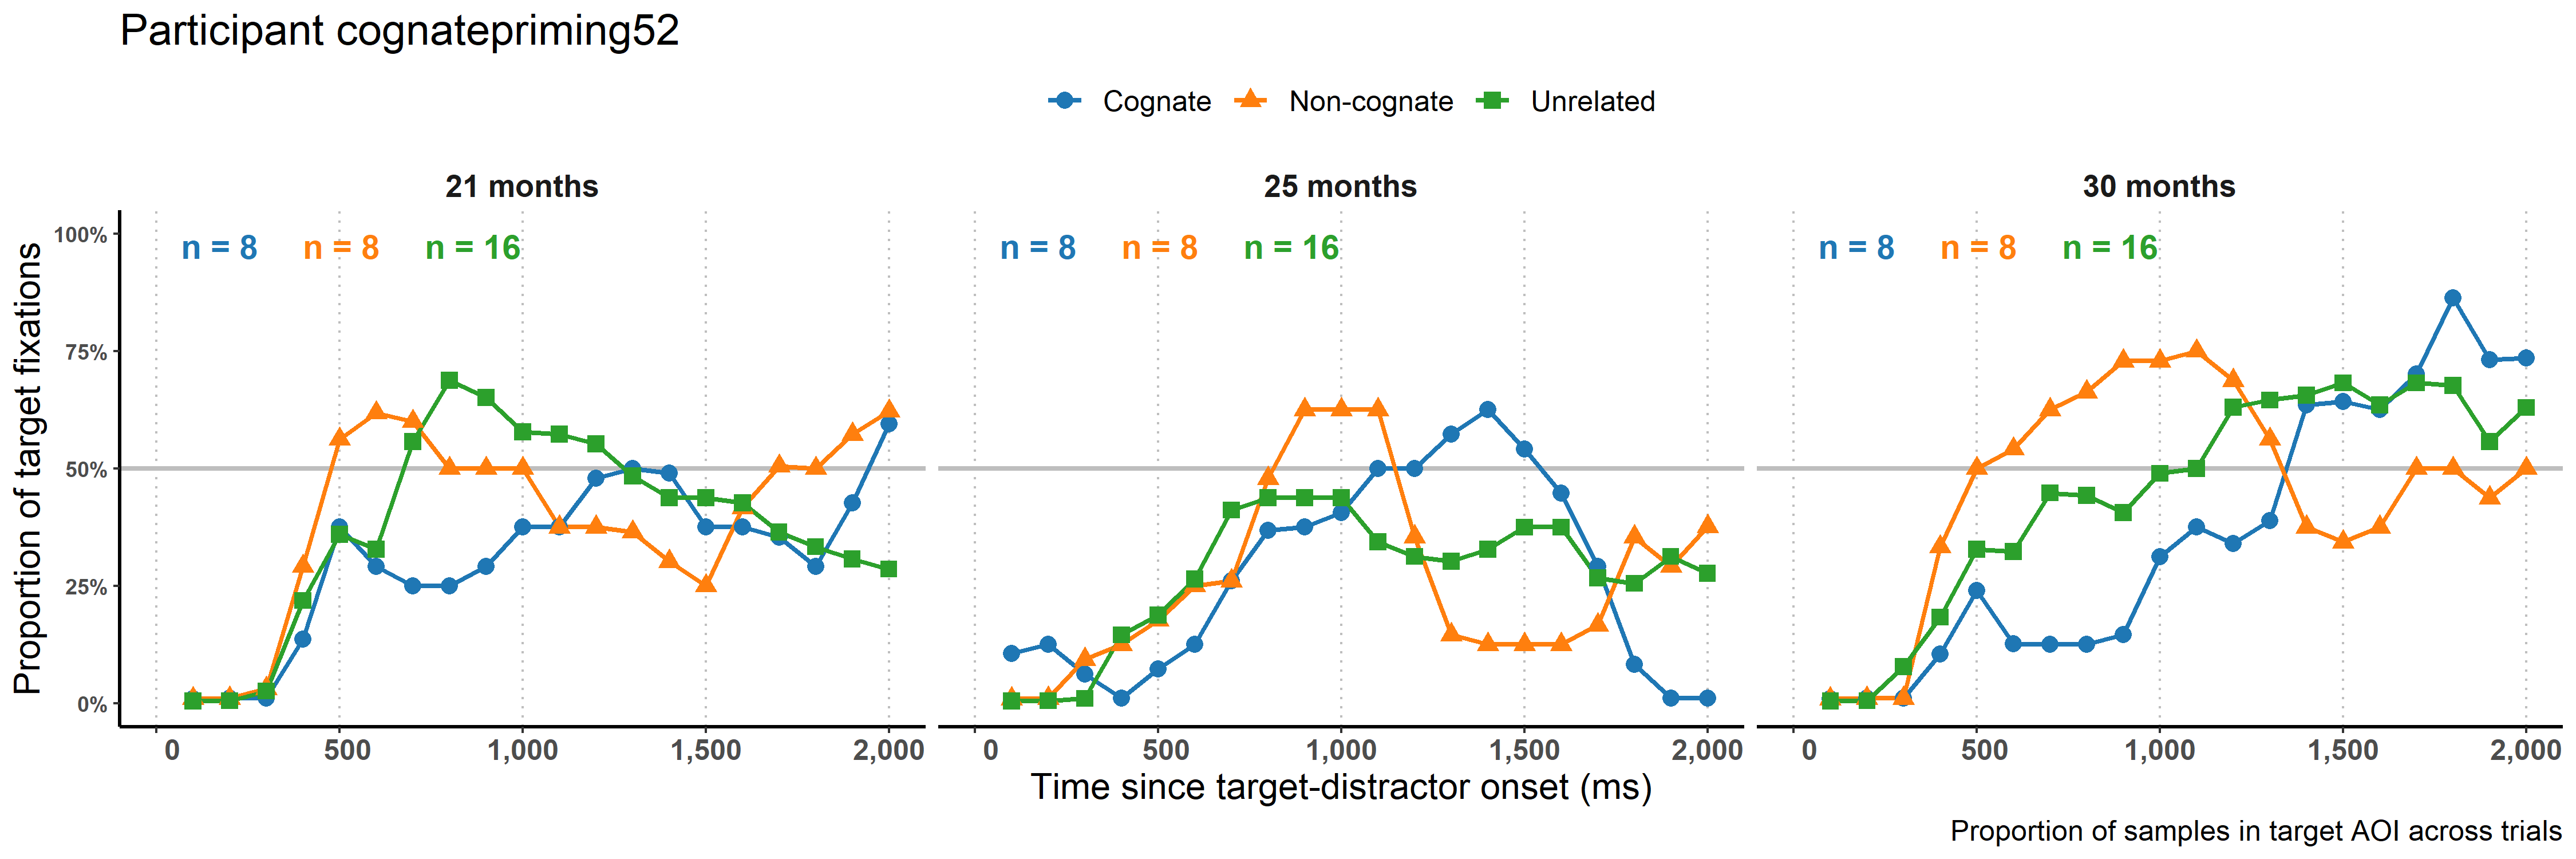 Participant cognatepriming52
Cognate Non-cognate Unrelated
21 months 25 months 30 months
n = 8 n = 8 n = 16 n = 8 n = 8 n = 16 n = 8 n = 8 n = 16
Proportion of target fixations
100%
75%
50%
25%
0%
0 500 1,000 1,500 2,000 0 500 1,000 1,500 2,000 0 500 1,000 1,500 2,000
Time since target-distractor onset (ms)
Proportion of samples in target AOI across trials